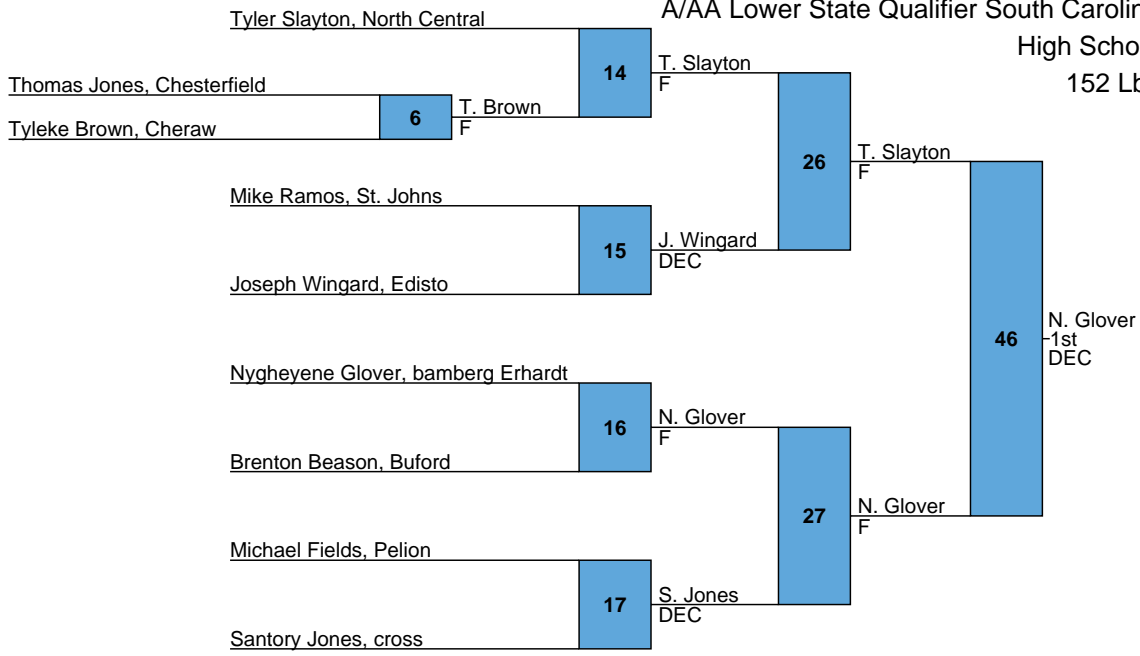 A/AA Lower State Qualifier South Carolin
High Scho
152 Lb
Tyler Slayton, North Central
14
T. Slayton
F
Thomas Jones, Chesterfield
6
T. Brown
F
Tyleke Brown, Cheraw
26
T. Slayton
F
Mike Ramos, St. Johns
15
J. Wingard
DEC
Joseph Wingard, Edisto
46
N. Glover
1st
DEC
Nygheyene Glover, bamberg Erhardt
16
N. Glover
F
Brenton Beason, Buford
27
N. Glover
F
Michael Fields, Pelion
17
S. Jones
DEC
Santory Jones, cross